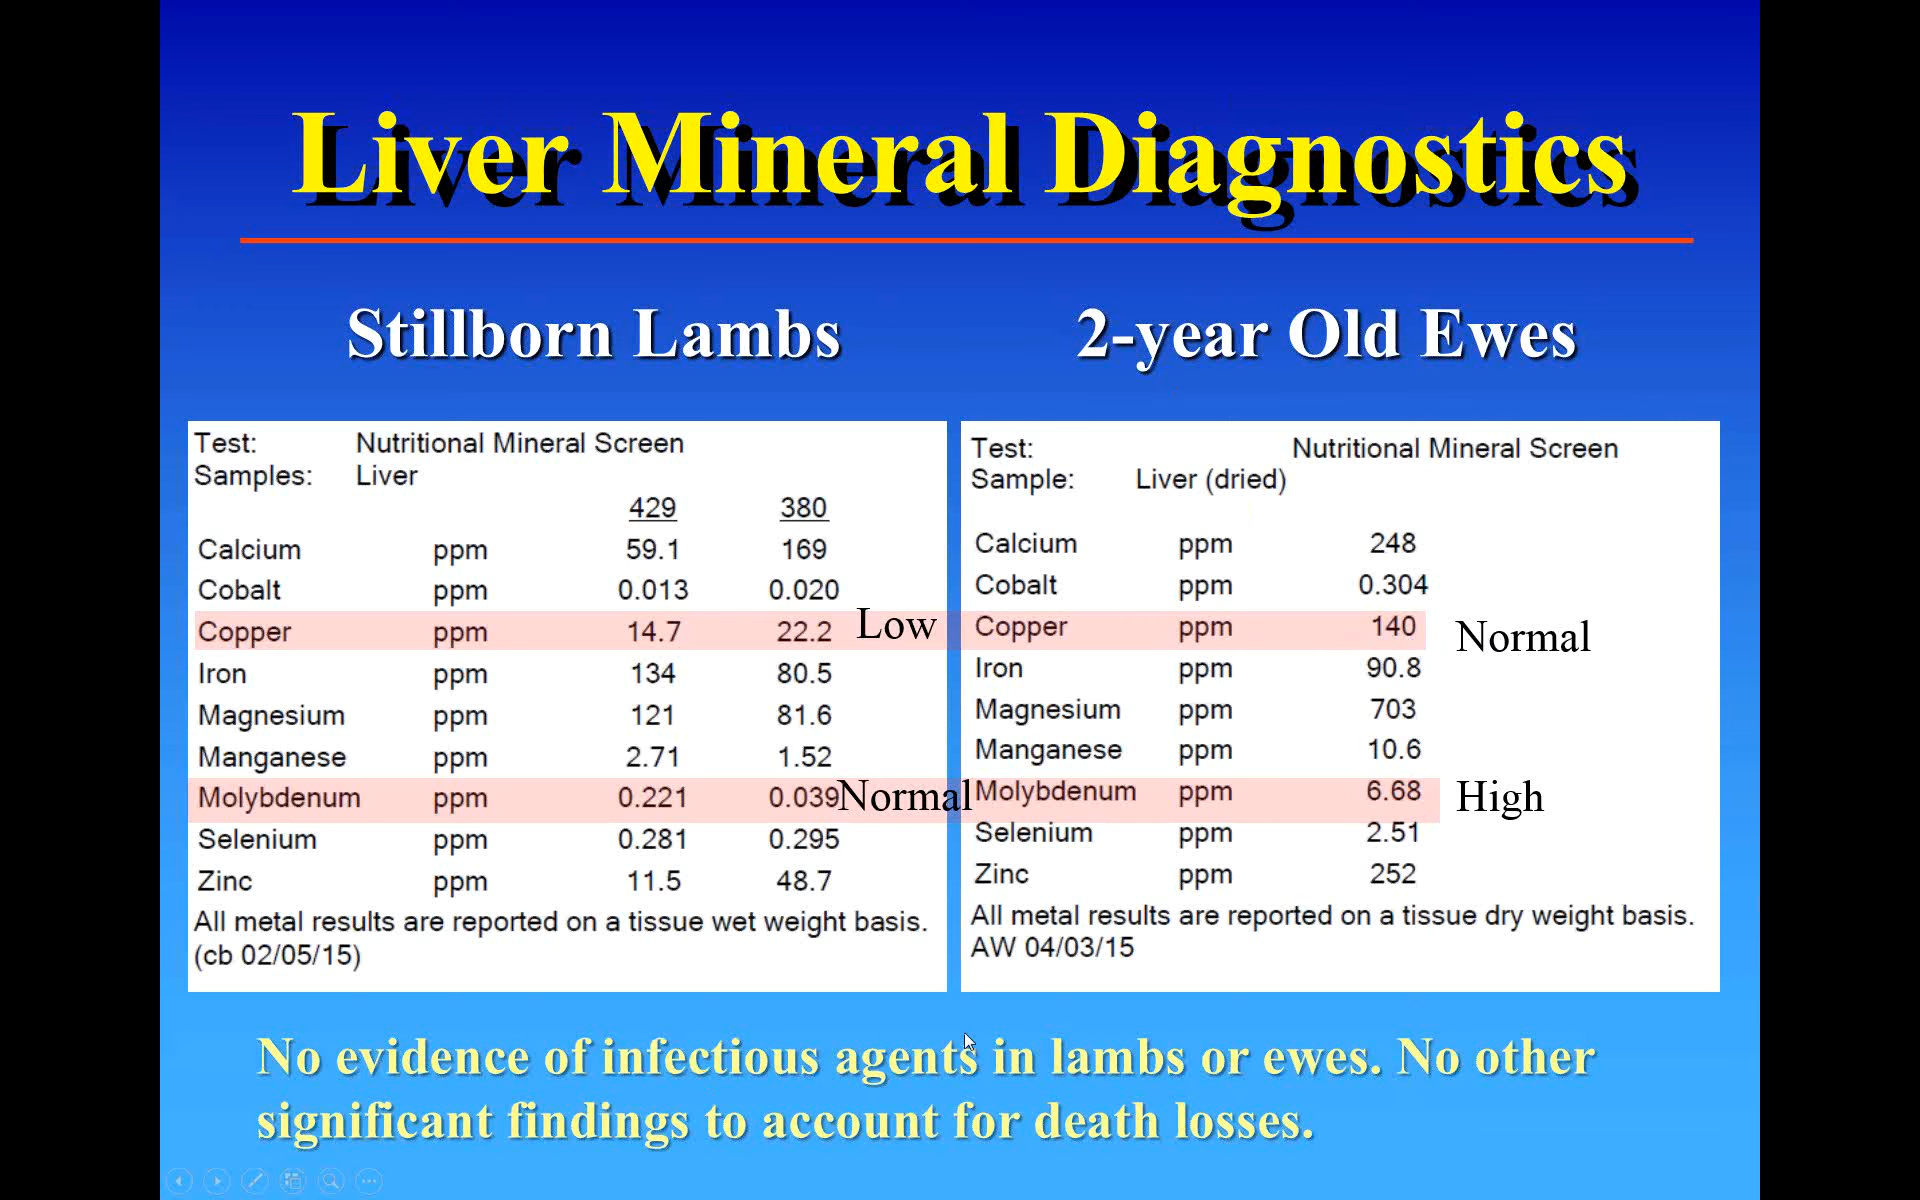 Liver Mineral Diagnostics
Stillborn Lambs
2-year Old Ewes
Test: Nutritional Mineral Screen
Samples: Liver
429 380
Calcium ppm 59.1 169
Cobalt ppm 0.013 0.020
Copper ppm 14.7 22.2 Low
Iron ppm 134 80.5
Magnesium ppm 121 81.6
Manganese ppm 2.71 1.52
Molybdenum ppm 0.221 0.039 Normal
Selenium ppm 0.281 0.295
Zinc ppm 11.5 48.7
All metal results are reported on a tissue wet weight basis.
(cb 02/05/15)
Test: Nutritional Mineral Screen
Sample: Liver (dried)
Calcium ppm 248
Cobalt ppm 0.304
Copper ppm 140 Normal
Iron ppm 90.8
Magnesium ppm 703
Manganese ppm 10.6
Molybdenum ppm 6.68 High
Selenium ppm 2.51
Zinc ppm 252
All metal results are reported on a tissue dry weight basis.
AW 04/03/15
No evidence of infectious agents in lambs or ewes. No other
significant findings to account for death losses.